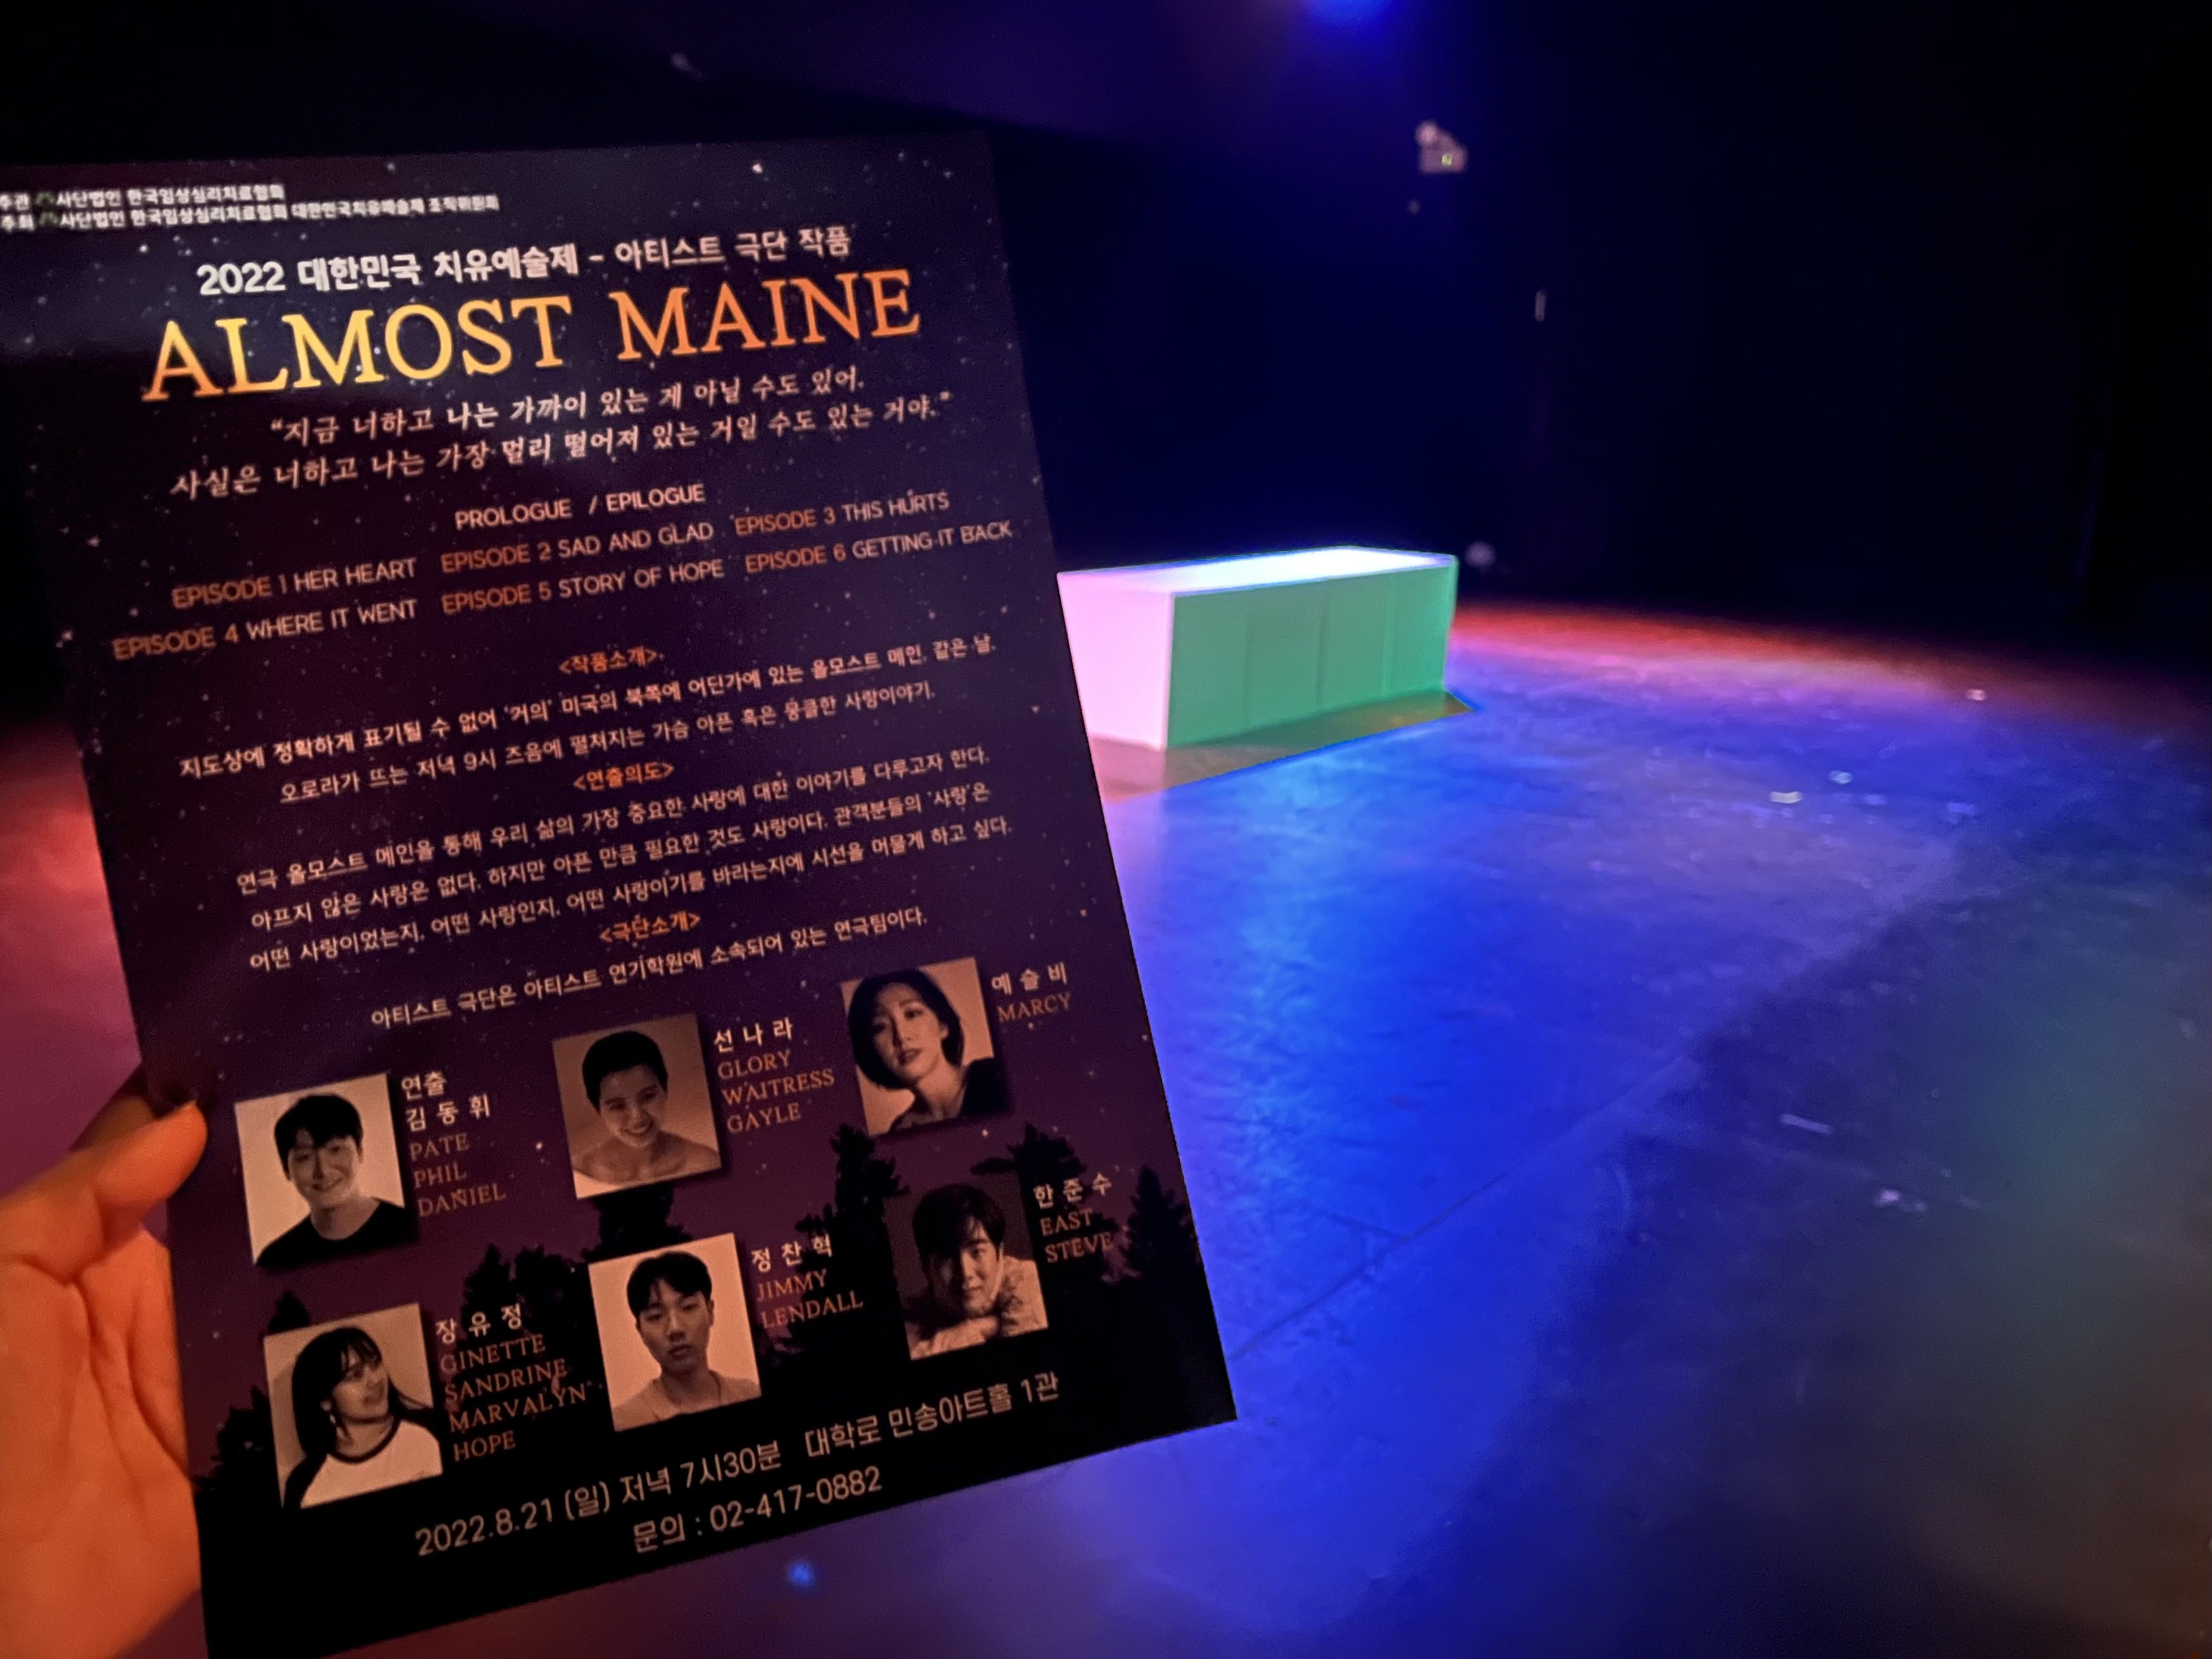 주관 사단법인 한국임상심리치료협회
주최 사단법인 한국임상심리치료협회 대한민국치유예술제 조직위원회
2022 대한민국 치유예술제 - 아티스트 극단 작품
ALMOST MAINE
“지금 너하고 나는 가까이 있는 게 아닐 수도 있어.
사실은 너하고 나는 가장 멀리 떨어져 있는 거일 수도 있는 거야.”
PROLOGUE / EPILOGUE
EPISODE 1 HER HEART EPISODE 2 SAD AND GLAD EPISODE 3 THIS HURTS
EPISODE 4 WHERE IT WENT EPISODE 5 STORY OF HOPE EPISODE 6 GETTING IT BACK
<작품소개>
지도상에 정확하게 표기될 수 없어 '거의' 미국의 북쪽에 어딘가에 있는 올모스트 메인. 같은 날.
오로라가 뜨는 저녁 9시 즈음에 펼쳐지는 가슴 아픈 혹은 뭉클한 사랑이야기.
<연출의도>
연극 올모스트 메인을 통해 우리 삶의 가장 중요한 사랑에 대한 이야기를 다루고자 한다.
아프지 않은 사랑은 없다. 하지만 아픈 만큼 필요한 것도 사랑이다. 관객분들의 '사랑'은
어떤 사랑이었는지, 어떤 사랑인지, 어떤 사랑이기를 바라는지에 시선을 머물게 하고 싶다.
<극단소개>
아티스트 극단은 아티스트 연기학원에 소속되어 있는 연극팀이다.
연출
김동휘
PATE
PHIL
DANIEL
선나라
GLORY
WAITRESS
GAYLE
예슬비
MARCY
장유정
GINETTE
SANDRINE
MARVALYN
HOPE
정찬혁
JIMMY
LENDALL
한준수
EAST
STEVE
2022.8.21 (일) 저녁 7시30분 대학로 민송아트홀 1관
문의 : 02-417-0882